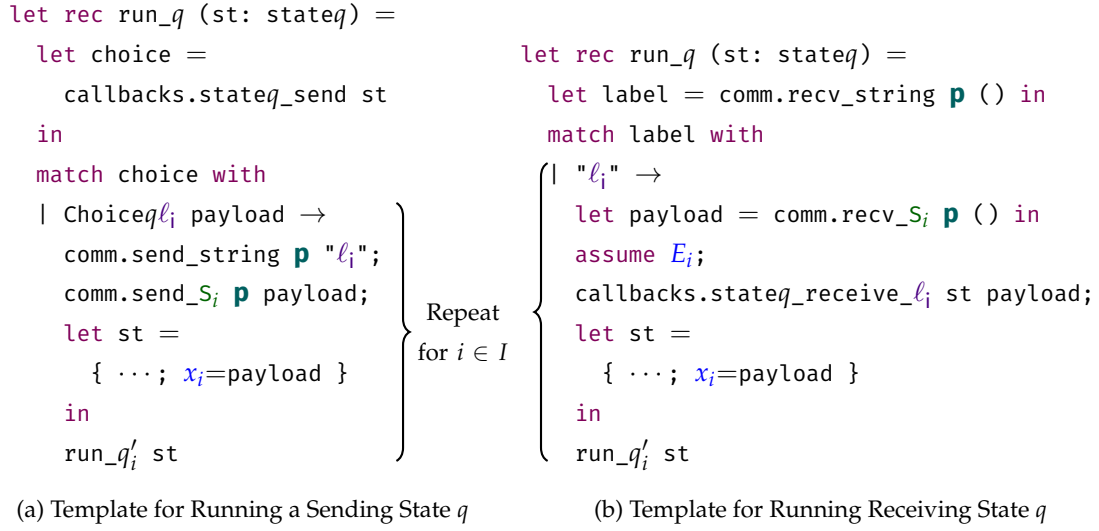 let rec run_q (st: stateq) =
let choice =
callbacks.stateq_send st
in
match choice with
| Choiceqℓᵢ payload →
comm.send_string p "ℓᵢ";
comm.send_Sᵢ p payload;
let st =
{ ⋯; xᵢ=payload }
in
run_q′ᵢ st
Repeat
for i ∈ I
(a) Template for Running a Sending State q
let rec run_q (st: stateq) =
let label = comm.recv_string p () in
match label with
| "ℓᵢ" →
let payload = comm.recv_Sᵢ p () in
assume Eᵢ;
callbacks.stateq_receive_ℓᵢ st payload;
let st =
{ ⋯; xᵢ=payload }
in
run_q′ᵢ st
(b) Template for Running Receiving State q